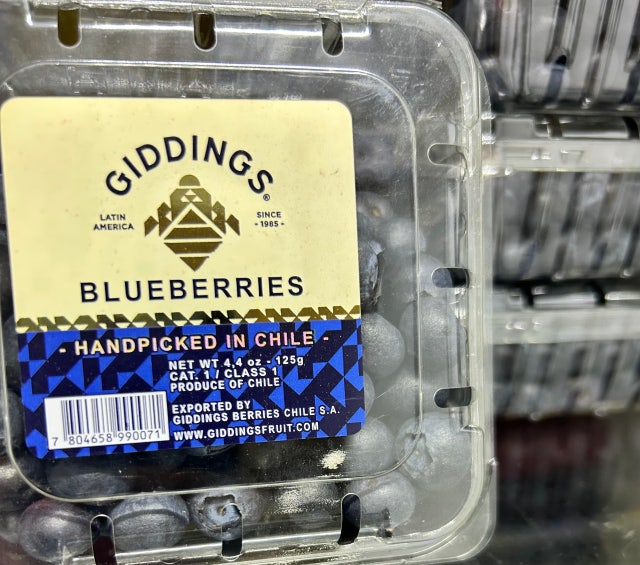 GIDDINGS®
LATIN AMERICA
SINCE - 1985 -
BLUEBERRIES
- HANDPICKED IN CHILE -
NET WT 4,4 oz - 125g
CAT. 1 / CLASS 1
PRODUCE OF CHILE
EXPORTED BY
GIDDINGS BERRIES CHILE S.A.
WWW.GIDDINGSFRUIT.COM
7 804658 990071